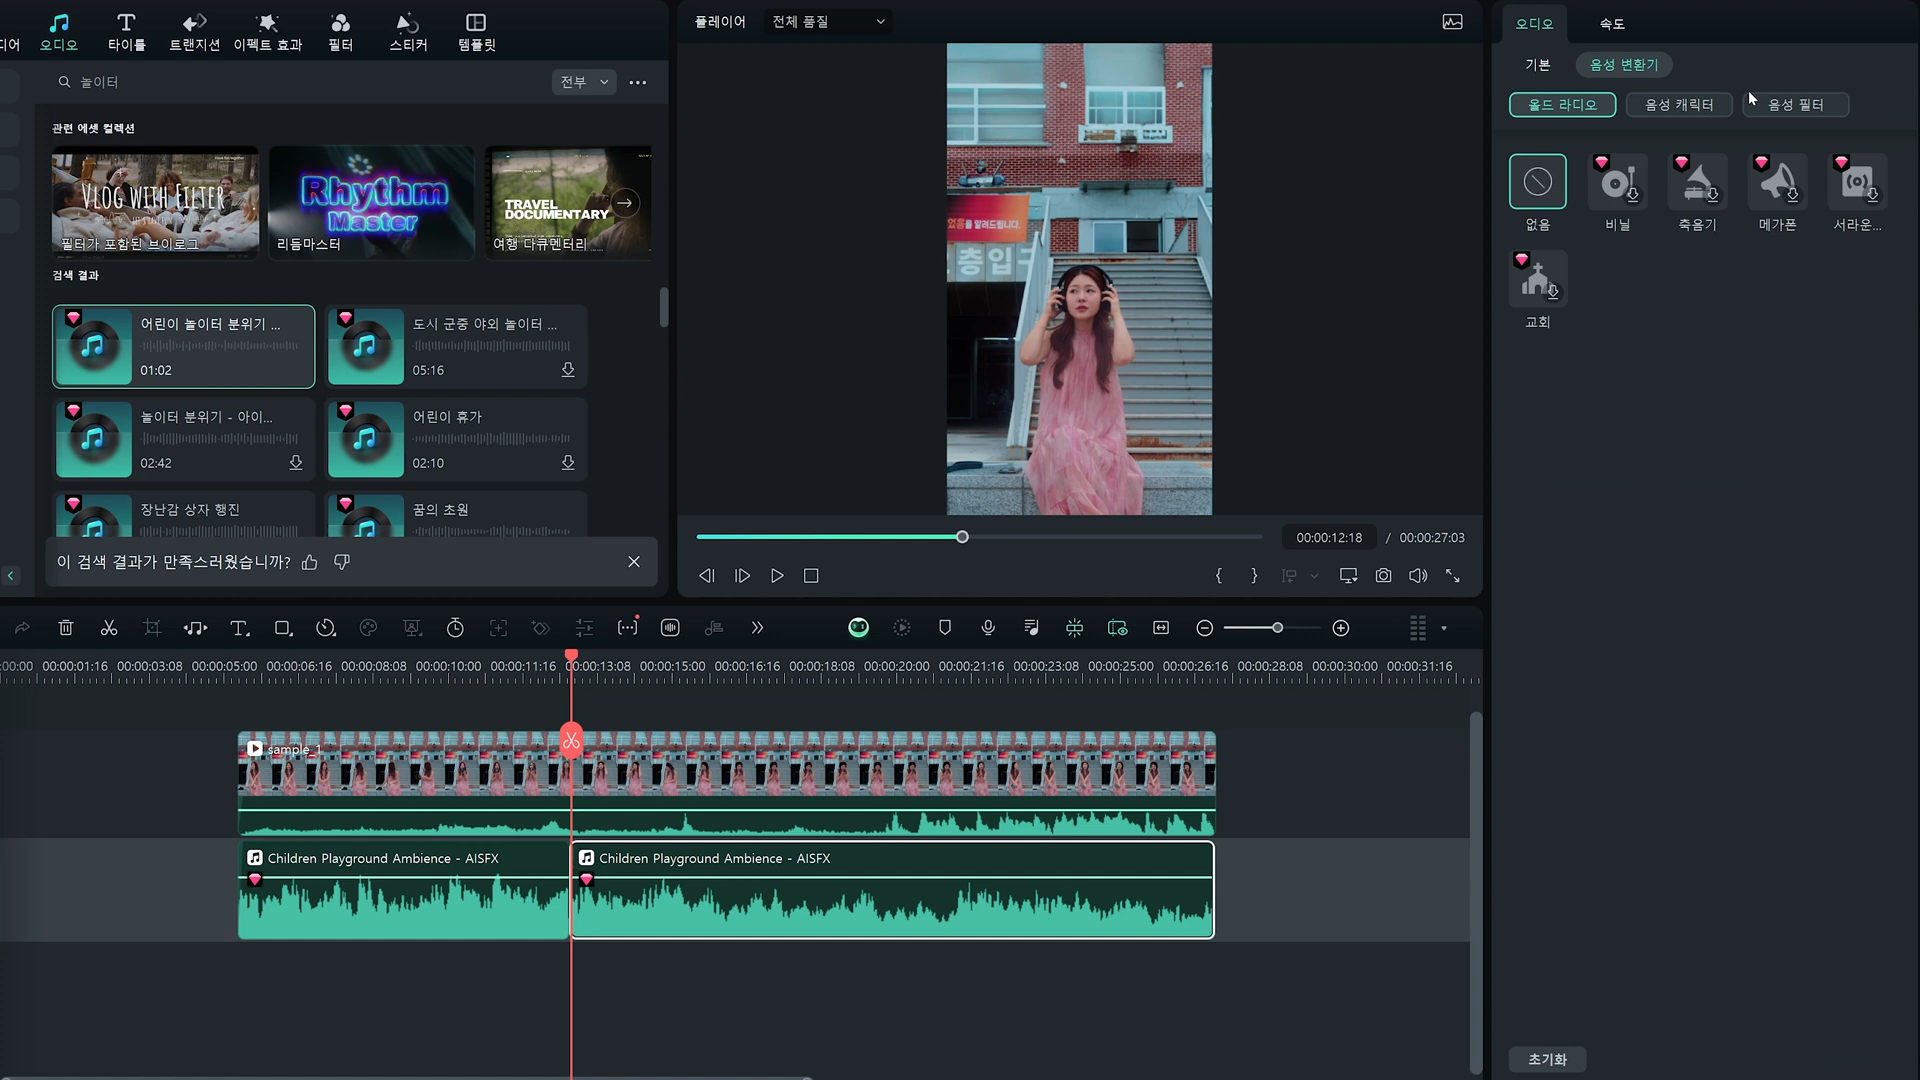 디어
오디오
타이틀
트랜지션
이펙트 효과
필터
스티커
템플릿
놀이터
전부
관련 에셋 컬렉션
VLOG WITH FILTER
필터가 포함된 브이로그
Rhythm
Master
리듬마스터
TRAVEL
DOCUMENTARY
여행 다큐멘터리
검색 결과
어린이 놀이터 분위기 ...
01:02
도시 군중 야외 놀이터 ...
05:16
놀이터 분위기 - 아이...
02:42
어린이 휴가
02:10
장난감 상자 행진
꿈의 초원
이 검색 결과가 만족스러웠습니까?
플레이어
전체 품질
을 알려드립니다.
층입
00:00:12:18 / 00:00:27:03
오디오
속도
기본
음성 변환기
올드 라디오
음성 캐릭터
음성 필터
없음
비닐
축음기
메가폰
서라운...
교회
초기화
:00:00 00:00:01:16 00:00:03:08 00:00:05:00 00:00:06:16 00:00:08:08 00:00:10:00 00:00:11:16 00:00:13:08 00:00:15:00 00:00:16:16 00:00:18:08 00:00:20:00 00:00:21:16 00:00:23:08 00:00:25:00 00:00:26:16 00:00:28:08 00:00:30:00 00:00:31:16
sample_1
Children Playground Ambience - AISFX
Children Playground Ambience - AISFX